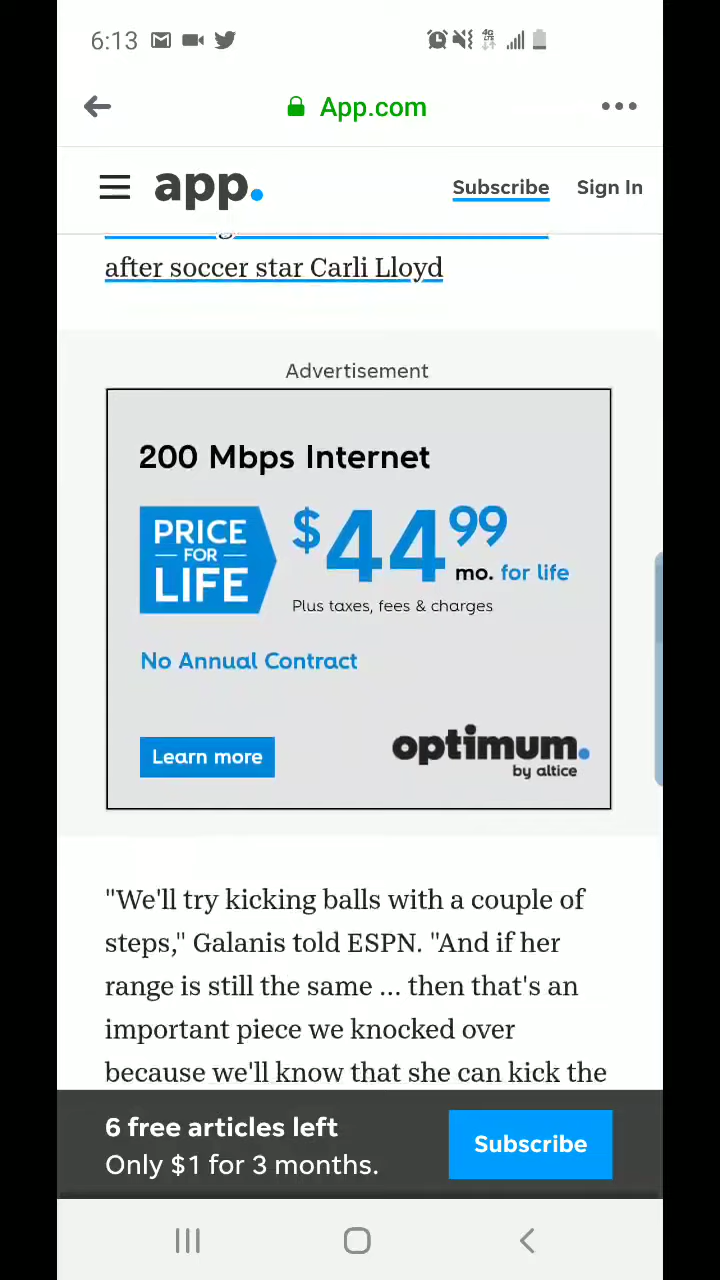 6:13
4G
LTE
App.com
app.
Subscribe
Sign In
after soccer star Carli Lloyd
Advertisement
200 Mbps Internet
PRICE
FOR
LIFE
$44.99
mo. for life
Plus taxes, fees & charges
No Annual Contract
Learn more
optimum.
by altice
"We'll try kicking balls with a couple of
steps," Galanis told ESPN. "And if her
range is still the same ... then that's an
important piece we knocked over
because we'll know that she can kick the
6 free articles left
Only $1 for 3 months.
Subscribe